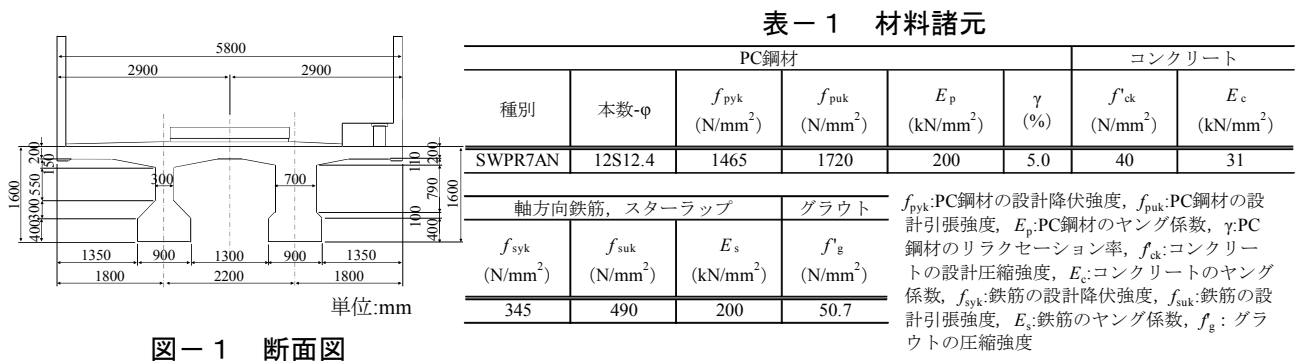 5800
2900 2900
200
150
550
300
400
1600
300
700
110
200
790
100
400
1600
1350 900 1300 900 1350
1800 2200 1800
単位:mm
図－１ 断面図
表－１ 材料諸元
PC鋼材 コンクリート
種別 本数-φ fpyk (N/mm²) fpuk (N/mm²) Ep (kN/mm²) γ (%) f'ck (N/mm²) Ec (kN/mm²)
SWPR7AN 12S12.4 1465 1720 200 5.0 40 31
軸方向鉄筋，スターラップ グラウト
fsyk (N/mm²) fsuk (N/mm²) Es (kN/mm²) f'g (N/mm²)
345 490 200 50.7
fpyk:PC鋼材の設計降伏強度，fpuk:PC鋼材の設
計引張強度，Ep:PC鋼材のヤング係数，γ:PC
鋼材のリラクセーション率，f'ck:コンクリー
トの設計圧縮強度，Ec:コンクリートのヤング
係数，fsyk:鉄筋の設計降伏強度，fsuk:鉄筋の設
計引張強度，Es:鉄筋のヤング係数，f'g：グラ
ウトの圧縮強度